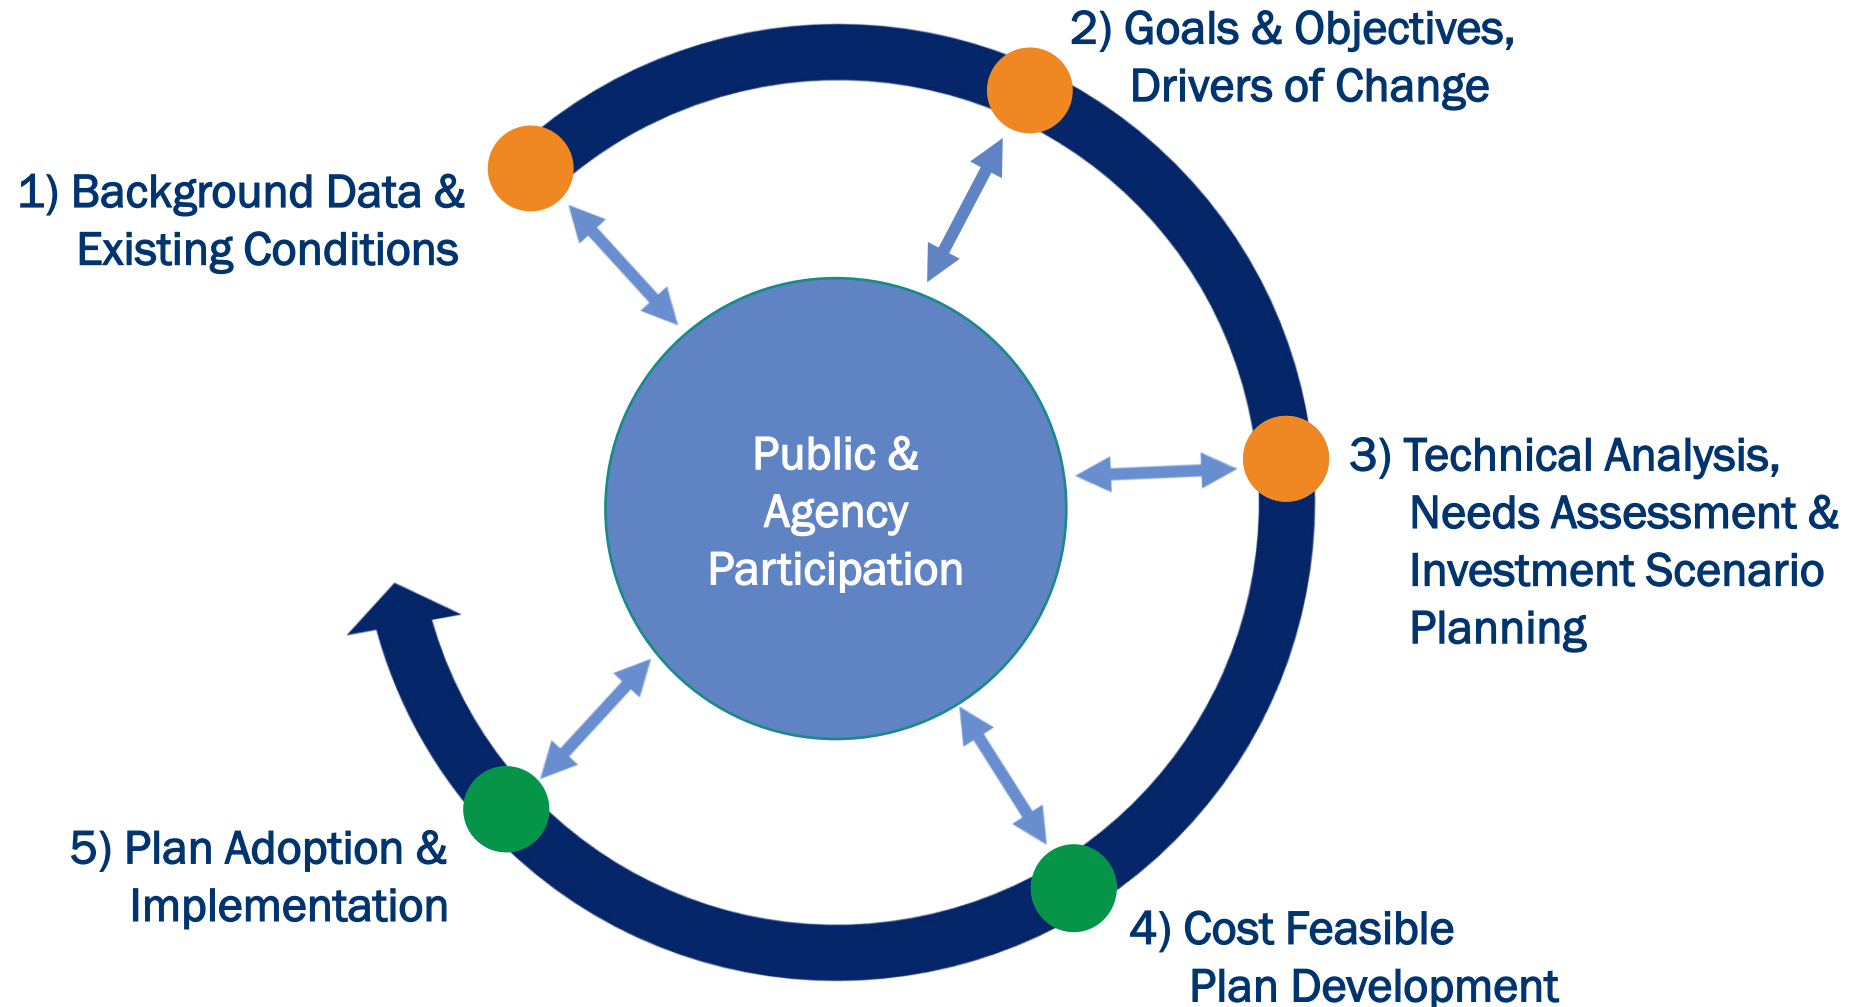 1) Background Data &
Existing Conditions
2) Goals & Objectives,
Drivers of Change
3) Technical Analysis,
Needs Assessment &
Investment Scenario
Planning
4) Cost Feasible
Plan Development
5) Plan Adoption &
Implementation
Public &
Agency
Participation